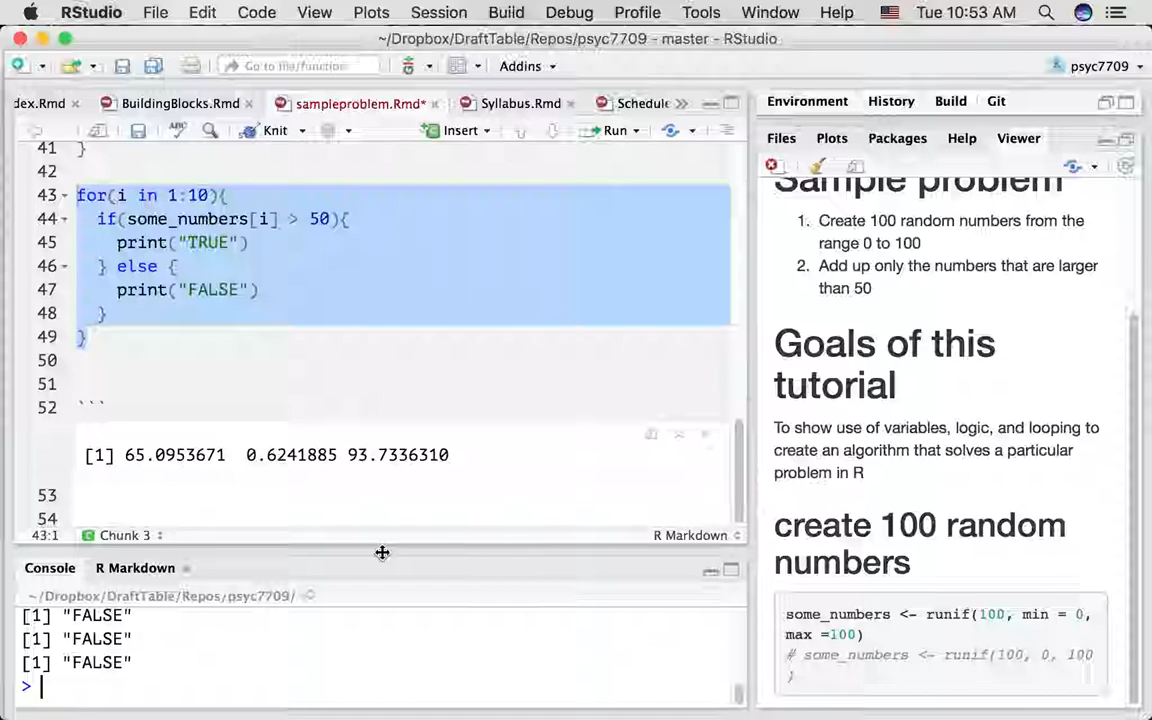 RStudio File Edit Code View Plots Session Build Debug Profile Tools Window Help Tue 10:53 AM
~/Dropbox/DraftTable/Repos/psyc7709 - master - RStudio
Go to file/function Addins psyc7709
dex.Rmd BuildingBlocks.Rmd sampleproblem.Rmd* Syllabus.Rmd Schedule
Knit Insert Run
41 }
42
43 for(i in 1:10){
44 if(some_numbers[i] > 50){
45 print("TRUE")
46 } else {
47 print("FALSE")
48 }
49 }
50
51
52 ```
[1] 65.0953671 0.6241885 93.7336310
53
54
43:1 Chunk 3 R Markdown
Console R Markdown
~/Dropbox/DraftTable/Repos/psyc7709/
[1] "FALSE"
[1] "FALSE"
[1] "FALSE"
>
Environment History Build Git
Files Plots Packages Help Viewer
Sample problem
1. Create 100 random numbers from the
range 0 to 100
2. Add up only the numbers that are larger
than 50
Goals of this
tutorial
To show use of variables, logic, and looping to
create an algorithm that solves a particular
problem in R
create 100 random
numbers
some_numbers <- runif(100, min = 0,
max =100)
# some_numbers <- runif(100, 0, 100
)